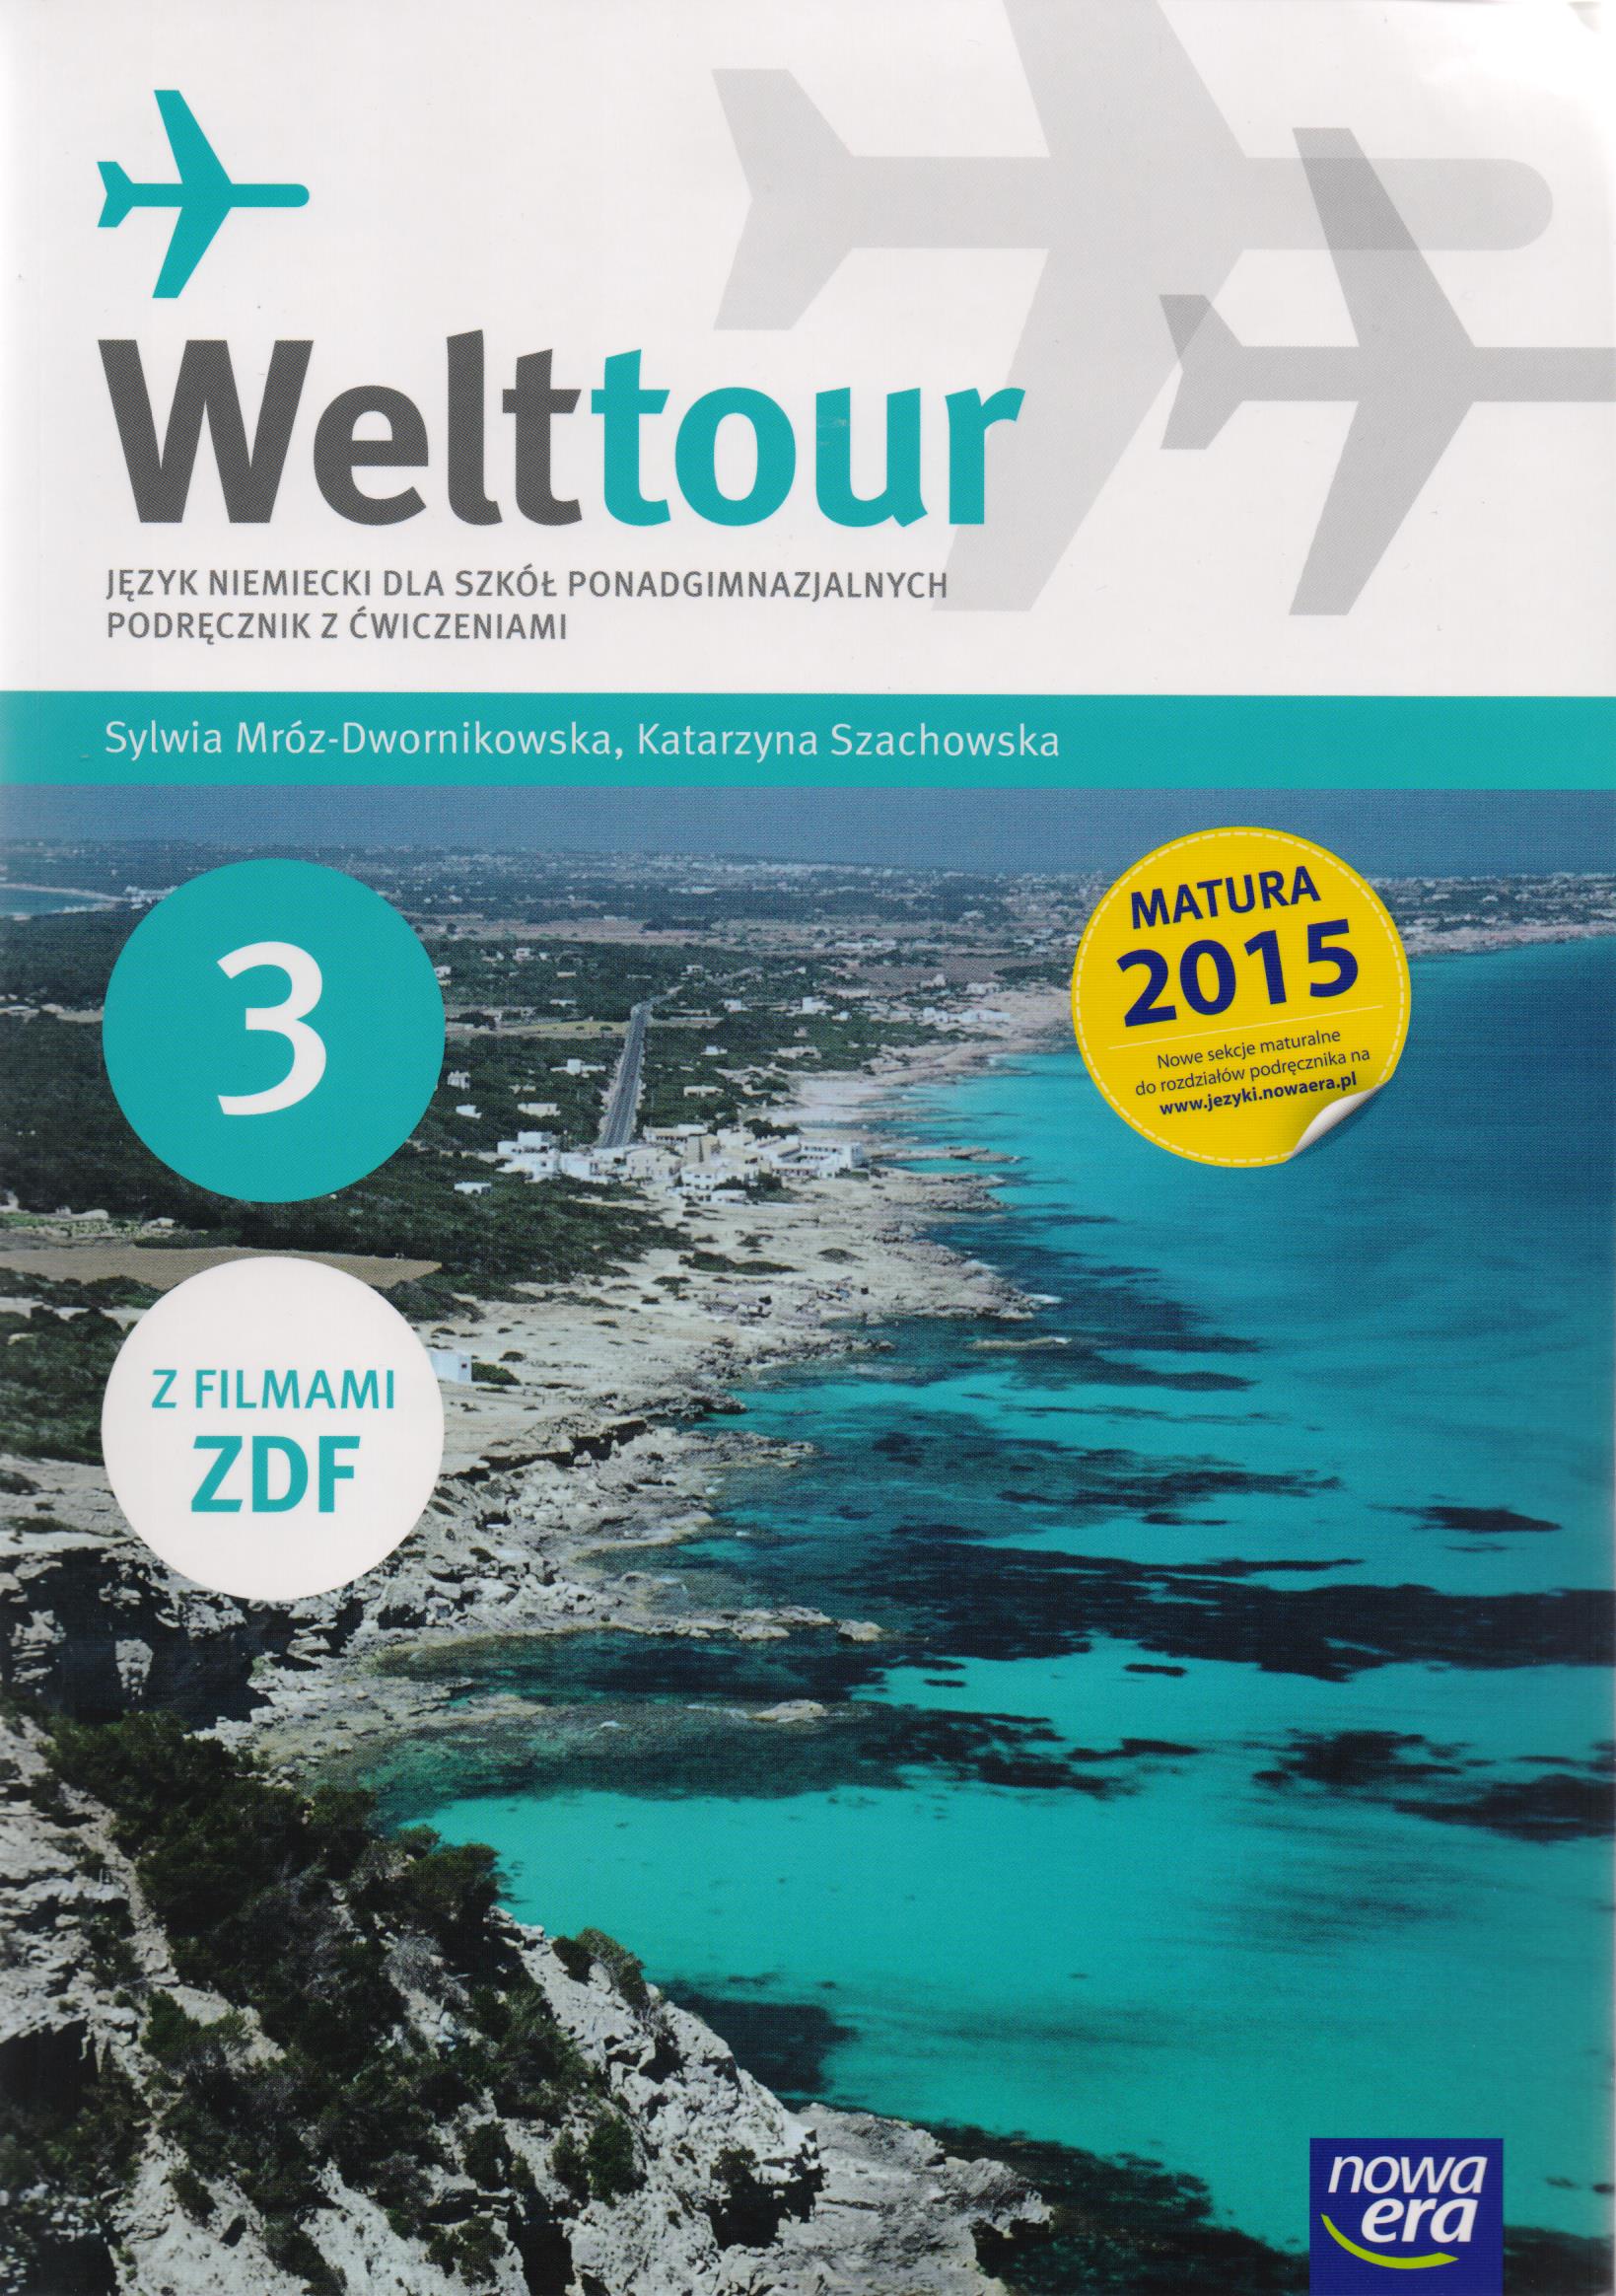 Welttour
JĘZYK NIEMIECKI DLA SZKÓŁ PONADGIMNAZJALNYCH
PODRĘCZNIK Z ĆWICZENIAMI
Sylwia Mróz-Dwornikowska, Katarzyna Szachowska
3
MATURA
2015
Nowe sekcje maturalne
do rozdziałów podręcznika na
www.jezyki.nowaera.pl
Z FILMAMI
ZDF
nowa
era